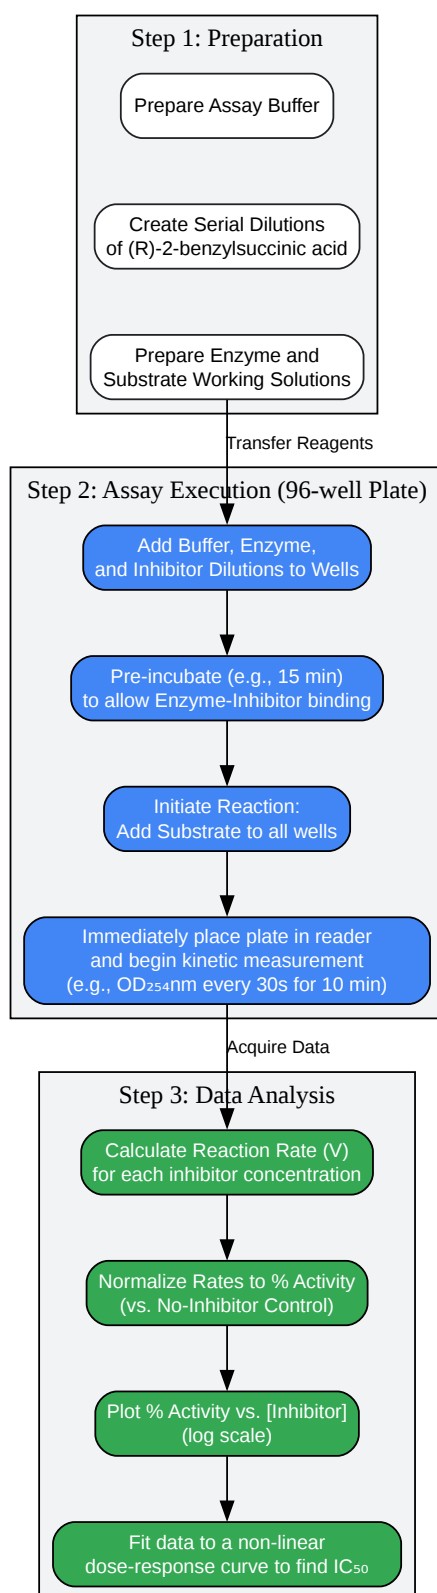 Step 1: Preparation
Prepare Assay Buffer
Create Serial Dilutions
of (R)-2-benzylsuccinic acid
Prepare Enzyme and
Substrate Working Solutions
Transfer Reagents
Step 2: Assay Execution (96-well Plate)
Add Buffer, Enzyme,
and Inhibitor Dilutions to Wells
Pre-incubate (e.g., 15 min)
to allow Enzyme-Inhibitor binding
Initiate Reaction:
Add Substrate to all wells
Immediately place plate in reader
and begin kinetic measurement
(e.g., OD₂₅₄nm every 30s for 10 min)
Acquire Data
Step 3: Data Analysis
Calculate Reaction Rate (V)
for each inhibitor concentration
Normalize Rates to % Activity
(vs. No-Inhibitor Control)
Plot % Activity vs. [Inhibitor]
(log scale)
Fit data to a non-linear
dose-response curve to find IC₅₀